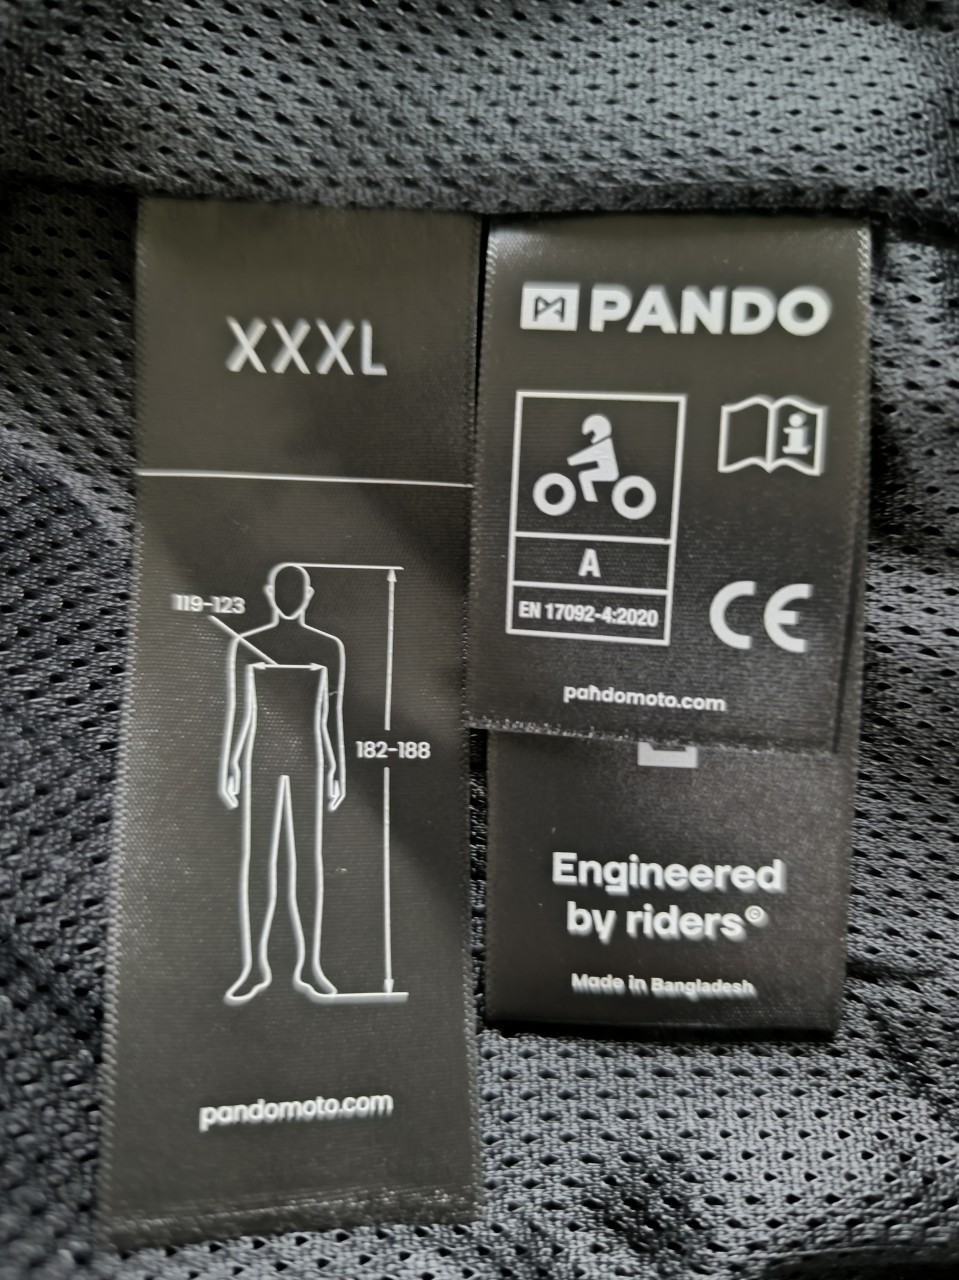 XXXL
119-123
182-188
pandomoto.com
PANDO
i
A
EN 17092-4:2020
CE
pandomoto.com
Engineered
by riders©
Made in Bangladesh